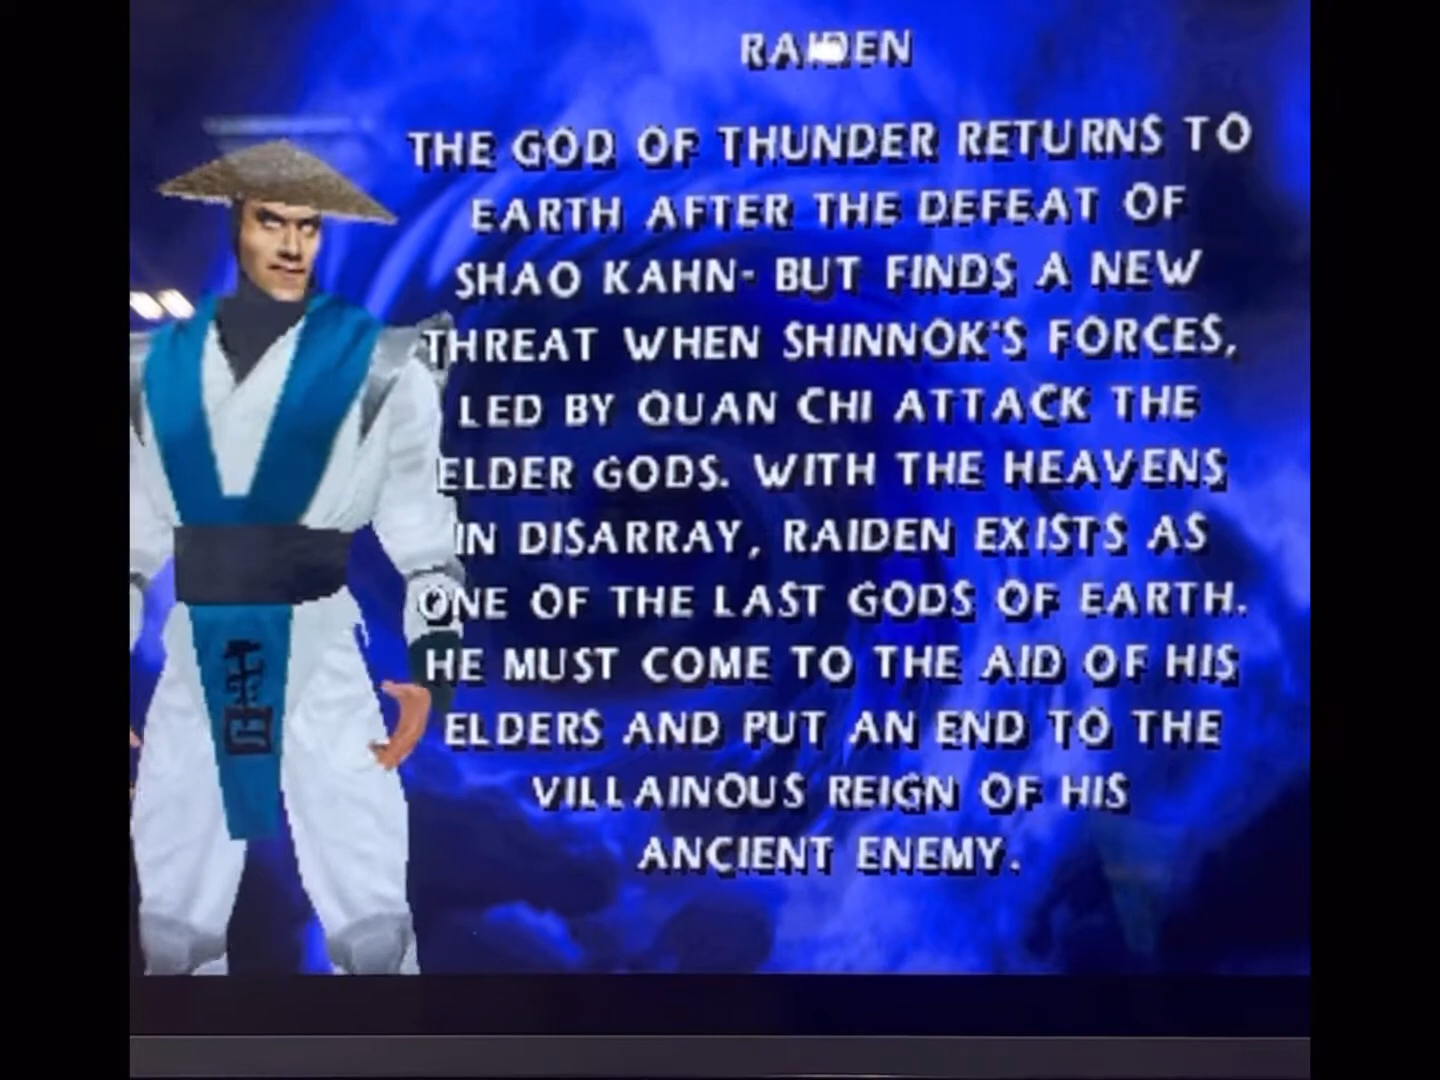 RAIDEN
THE GOD OF THUNDER RETURNS TO
EARTH AFTER THE DEFEAT OF
SHAO KAHN- BUT FINDS A NEW
THREAT WHEN SHINNOK'S FORCES,
LED BY QUAN CHI ATTACK THE
ELDER GODS. WITH THE HEAVENS
IN DISARRAY, RAIDEN EXISTS AS
ONE OF THE LAST GODS OF EARTH.
HE MUST COME TO THE AID OF HIS
ELDERS AND PUT AN END TO THE
VILLAINOUS REIGN OF HIS
ANCIENT ENEMY.